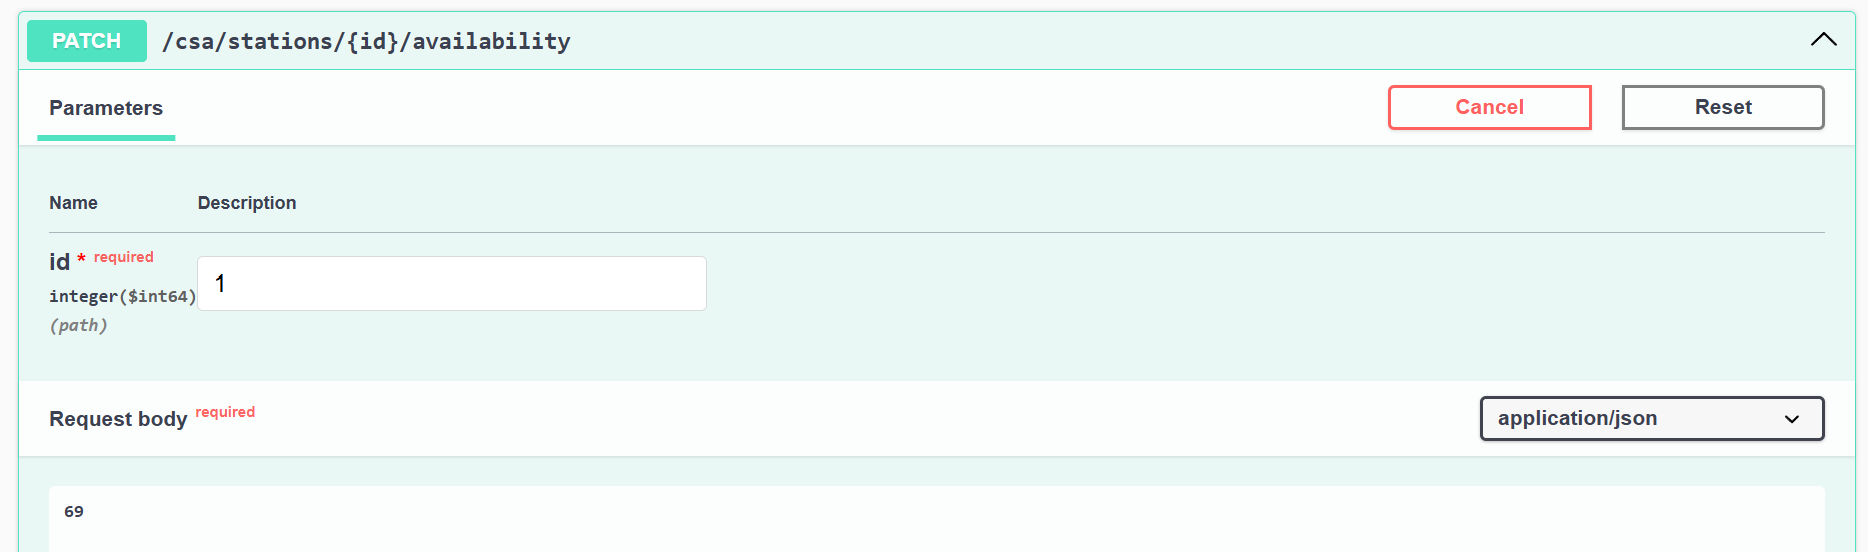 PATCH /csa/stations/{id}/availability
Parameters
Cancel Reset
Name Description
id * required
1
integer($int64)
(path)
Request body required
application/json
69